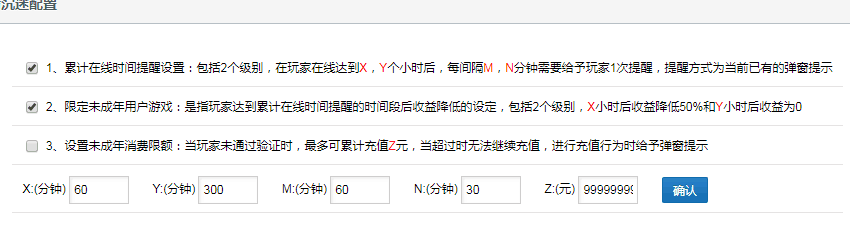 沉迷配置
1、累计在线时间提醒设置：包括2个级别，在玩家在线达到X，Y个小时后，每间隔M，N分钟需要给予玩家1次提醒，提醒方式为当前已有的弹窗提示
2、限定未成年用户游戏：是指玩家达到累计在线时间提醒的时间段后收益降低的设定，包括2个级别，X小时后收益降低50%和Y小时后收益为0
3、设置未成年消费限额：当玩家未通过验证时，最多可累计充值Z元，当超过时无法继续充值，进行充值行为时给予弹窗提示
X:(分钟) 60 Y:(分钟) 300 M:(分钟) 60 N:(分钟) 30 Z:(元) 99999999 确认